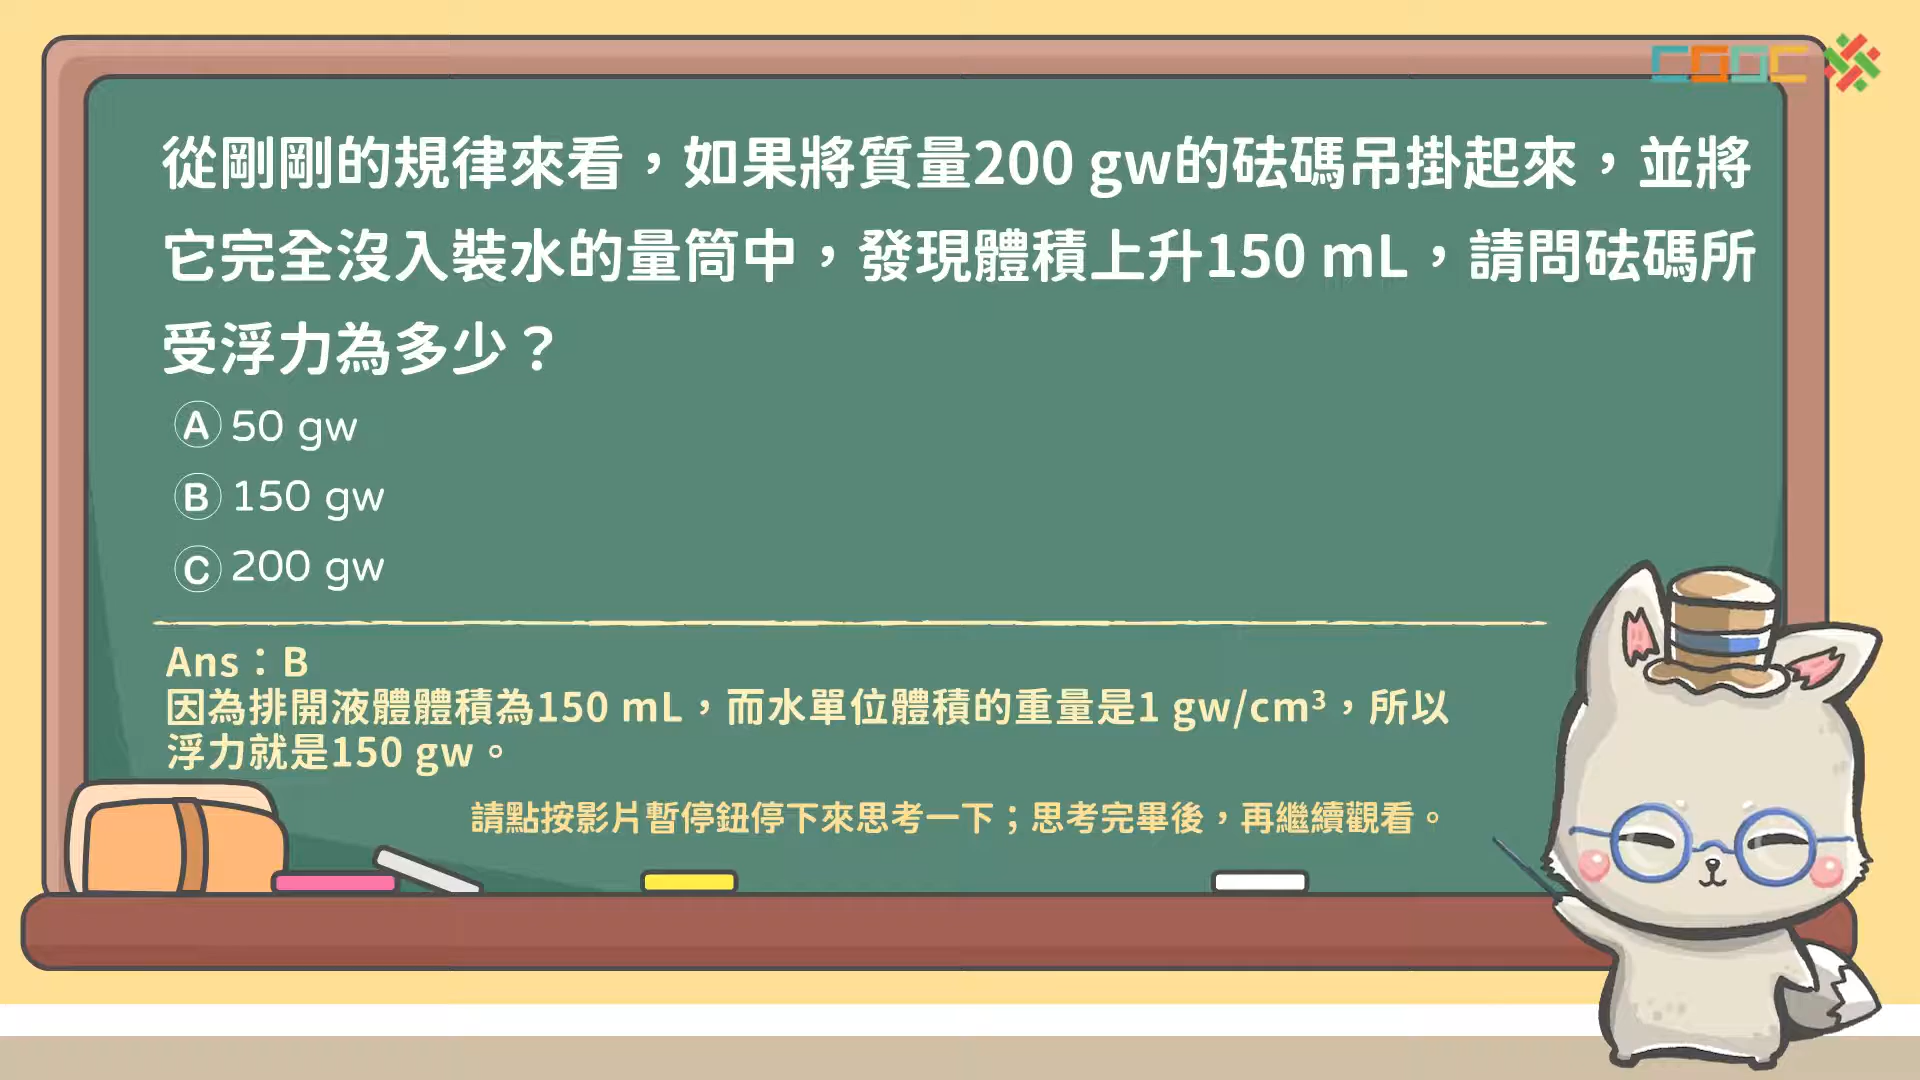 從剛剛的規律來看，如果將質量200 gw的砝碼吊掛起來，並將
它完全沒入裝水的量筒中，發現體積上升150 mL，請問砝碼所
受浮力為多少？
Ⓐ 50 gw
Ⓑ 150 gw
Ⓒ 200 gw
Ans：B
因為排開液體體積為150 mL，而水單位體積的重量是1 gw/cm³，所以
浮力就是150 gw。
請點按影片暫停鈕停下來思考一下；思考完畢後，再繼續觀看。